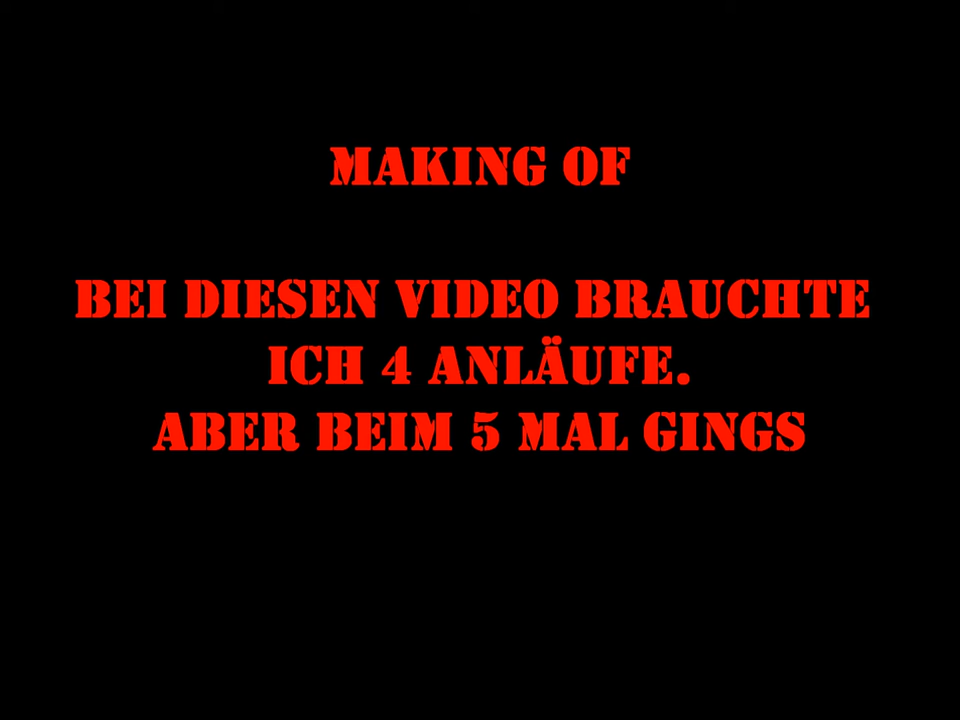 MAKING OF
BEI DIESEN VIDEO BRAUCHTE
ICH 4 ANLÄUFE.
ABER BEIM 5 MAL GINGS